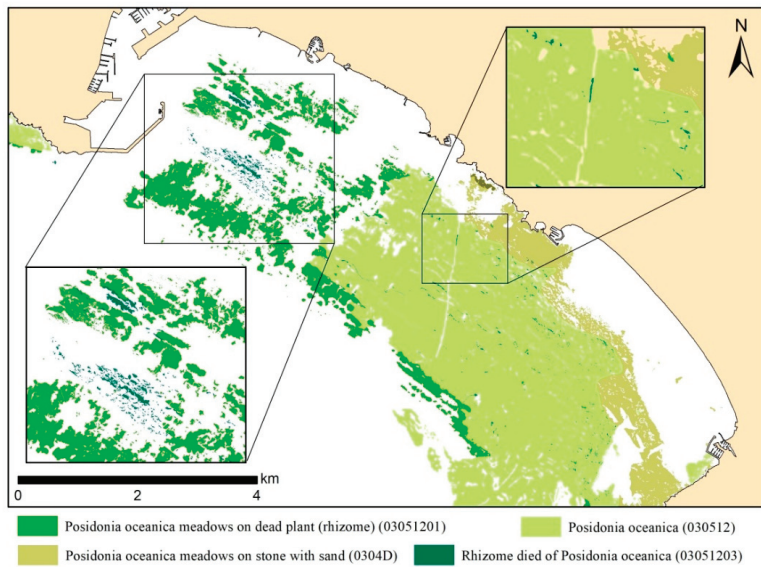 N
km
0 2 4
Posidonia oceanica meadows on dead plant (rhizome) (03051201)
Posidonia oceanica (030512)
Posidonia oceanica meadows on stone with sand (0304D)
Rhizome died of Posidonia oceanica (03051203)